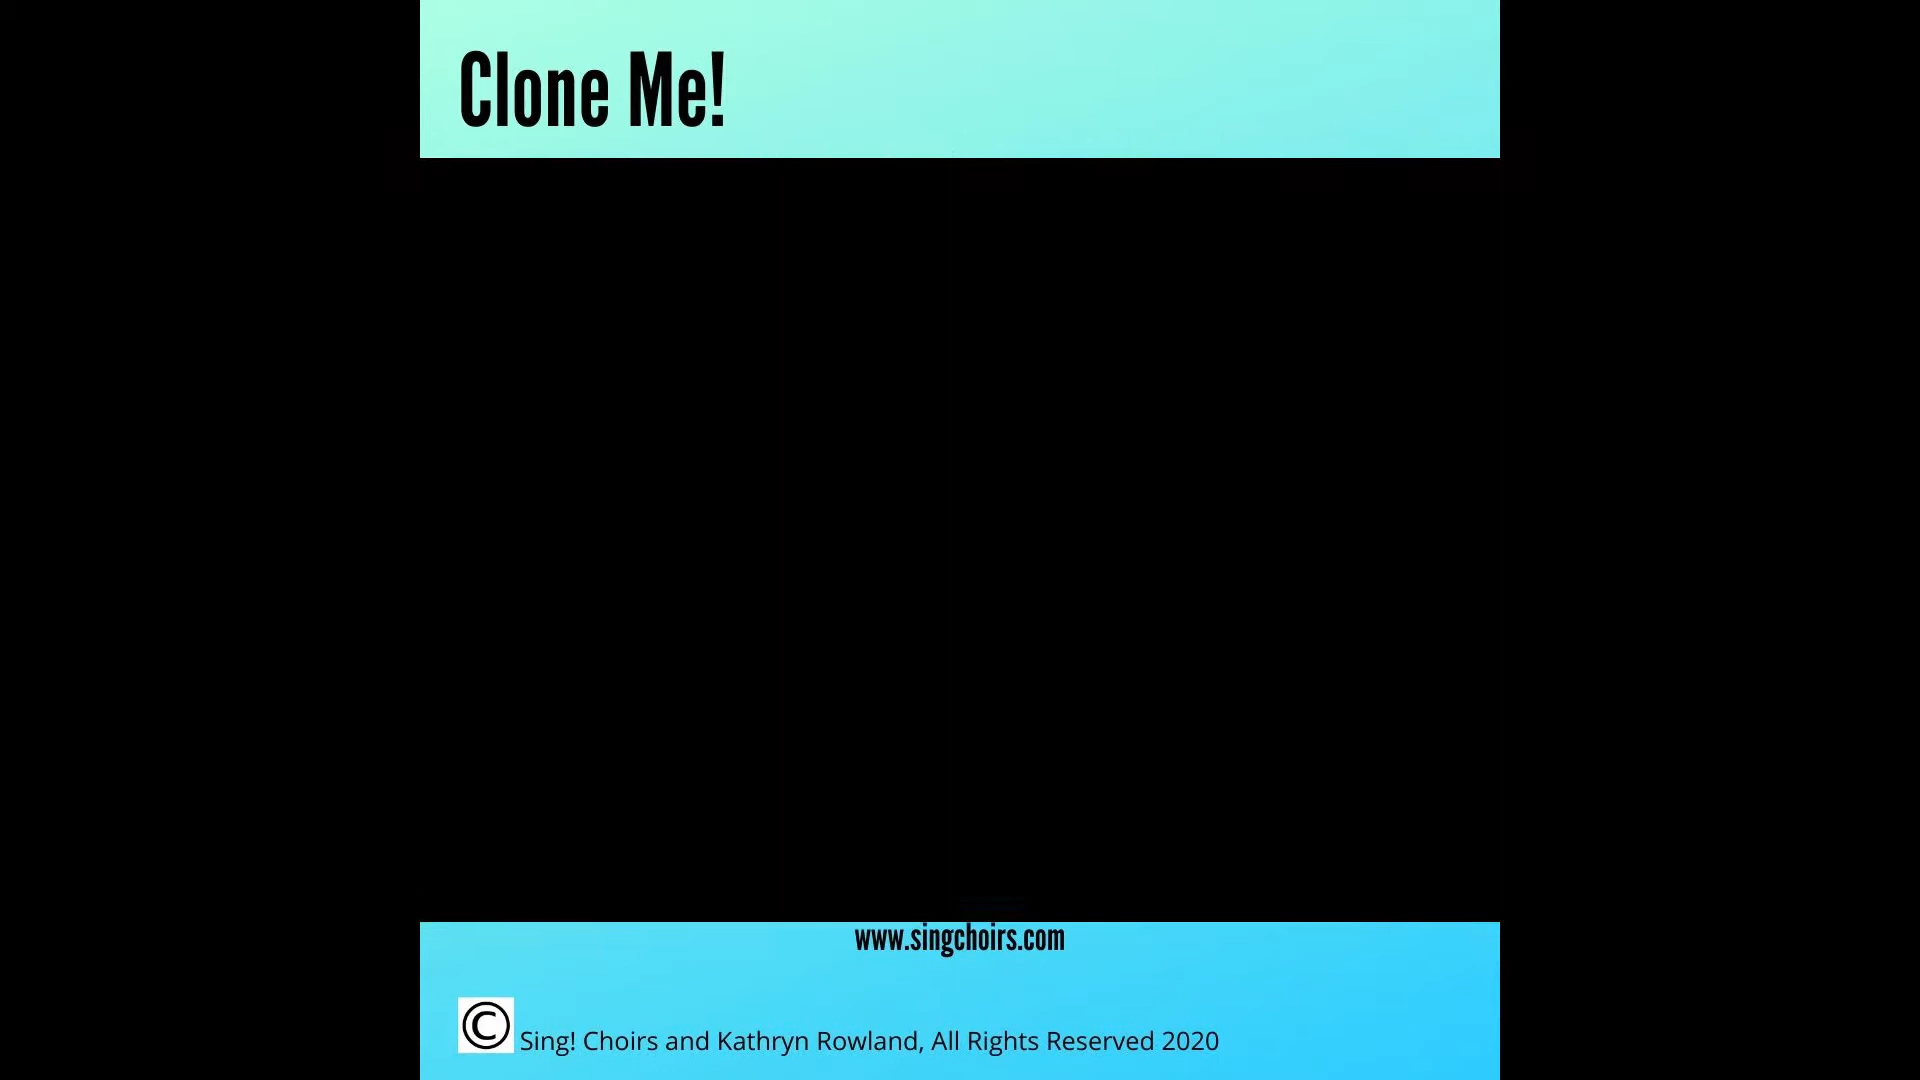 Clone Me!
www.singchoirs.com
© Sing! Choirs and Kathryn Rowland, All Rights Reserved 2020